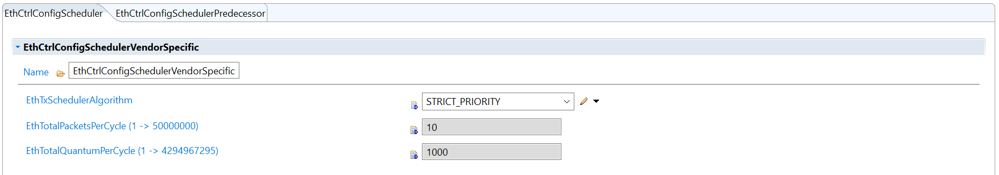 EthCtrlConfigScheduler EthCtrlConfigSchedulerPredecessor
EthCtrlConfigSchedulerVendorSpecific
Name EthCtrlConfigSchedulerVendorSpecific
EthTxSchedulerAlgorithm STRICT_PRIORITY
EthTotalPacketsPerCycle (1 -> 50000000) 10
EthTotalQuantumPerCycle (1 -> 4294967295) 1000